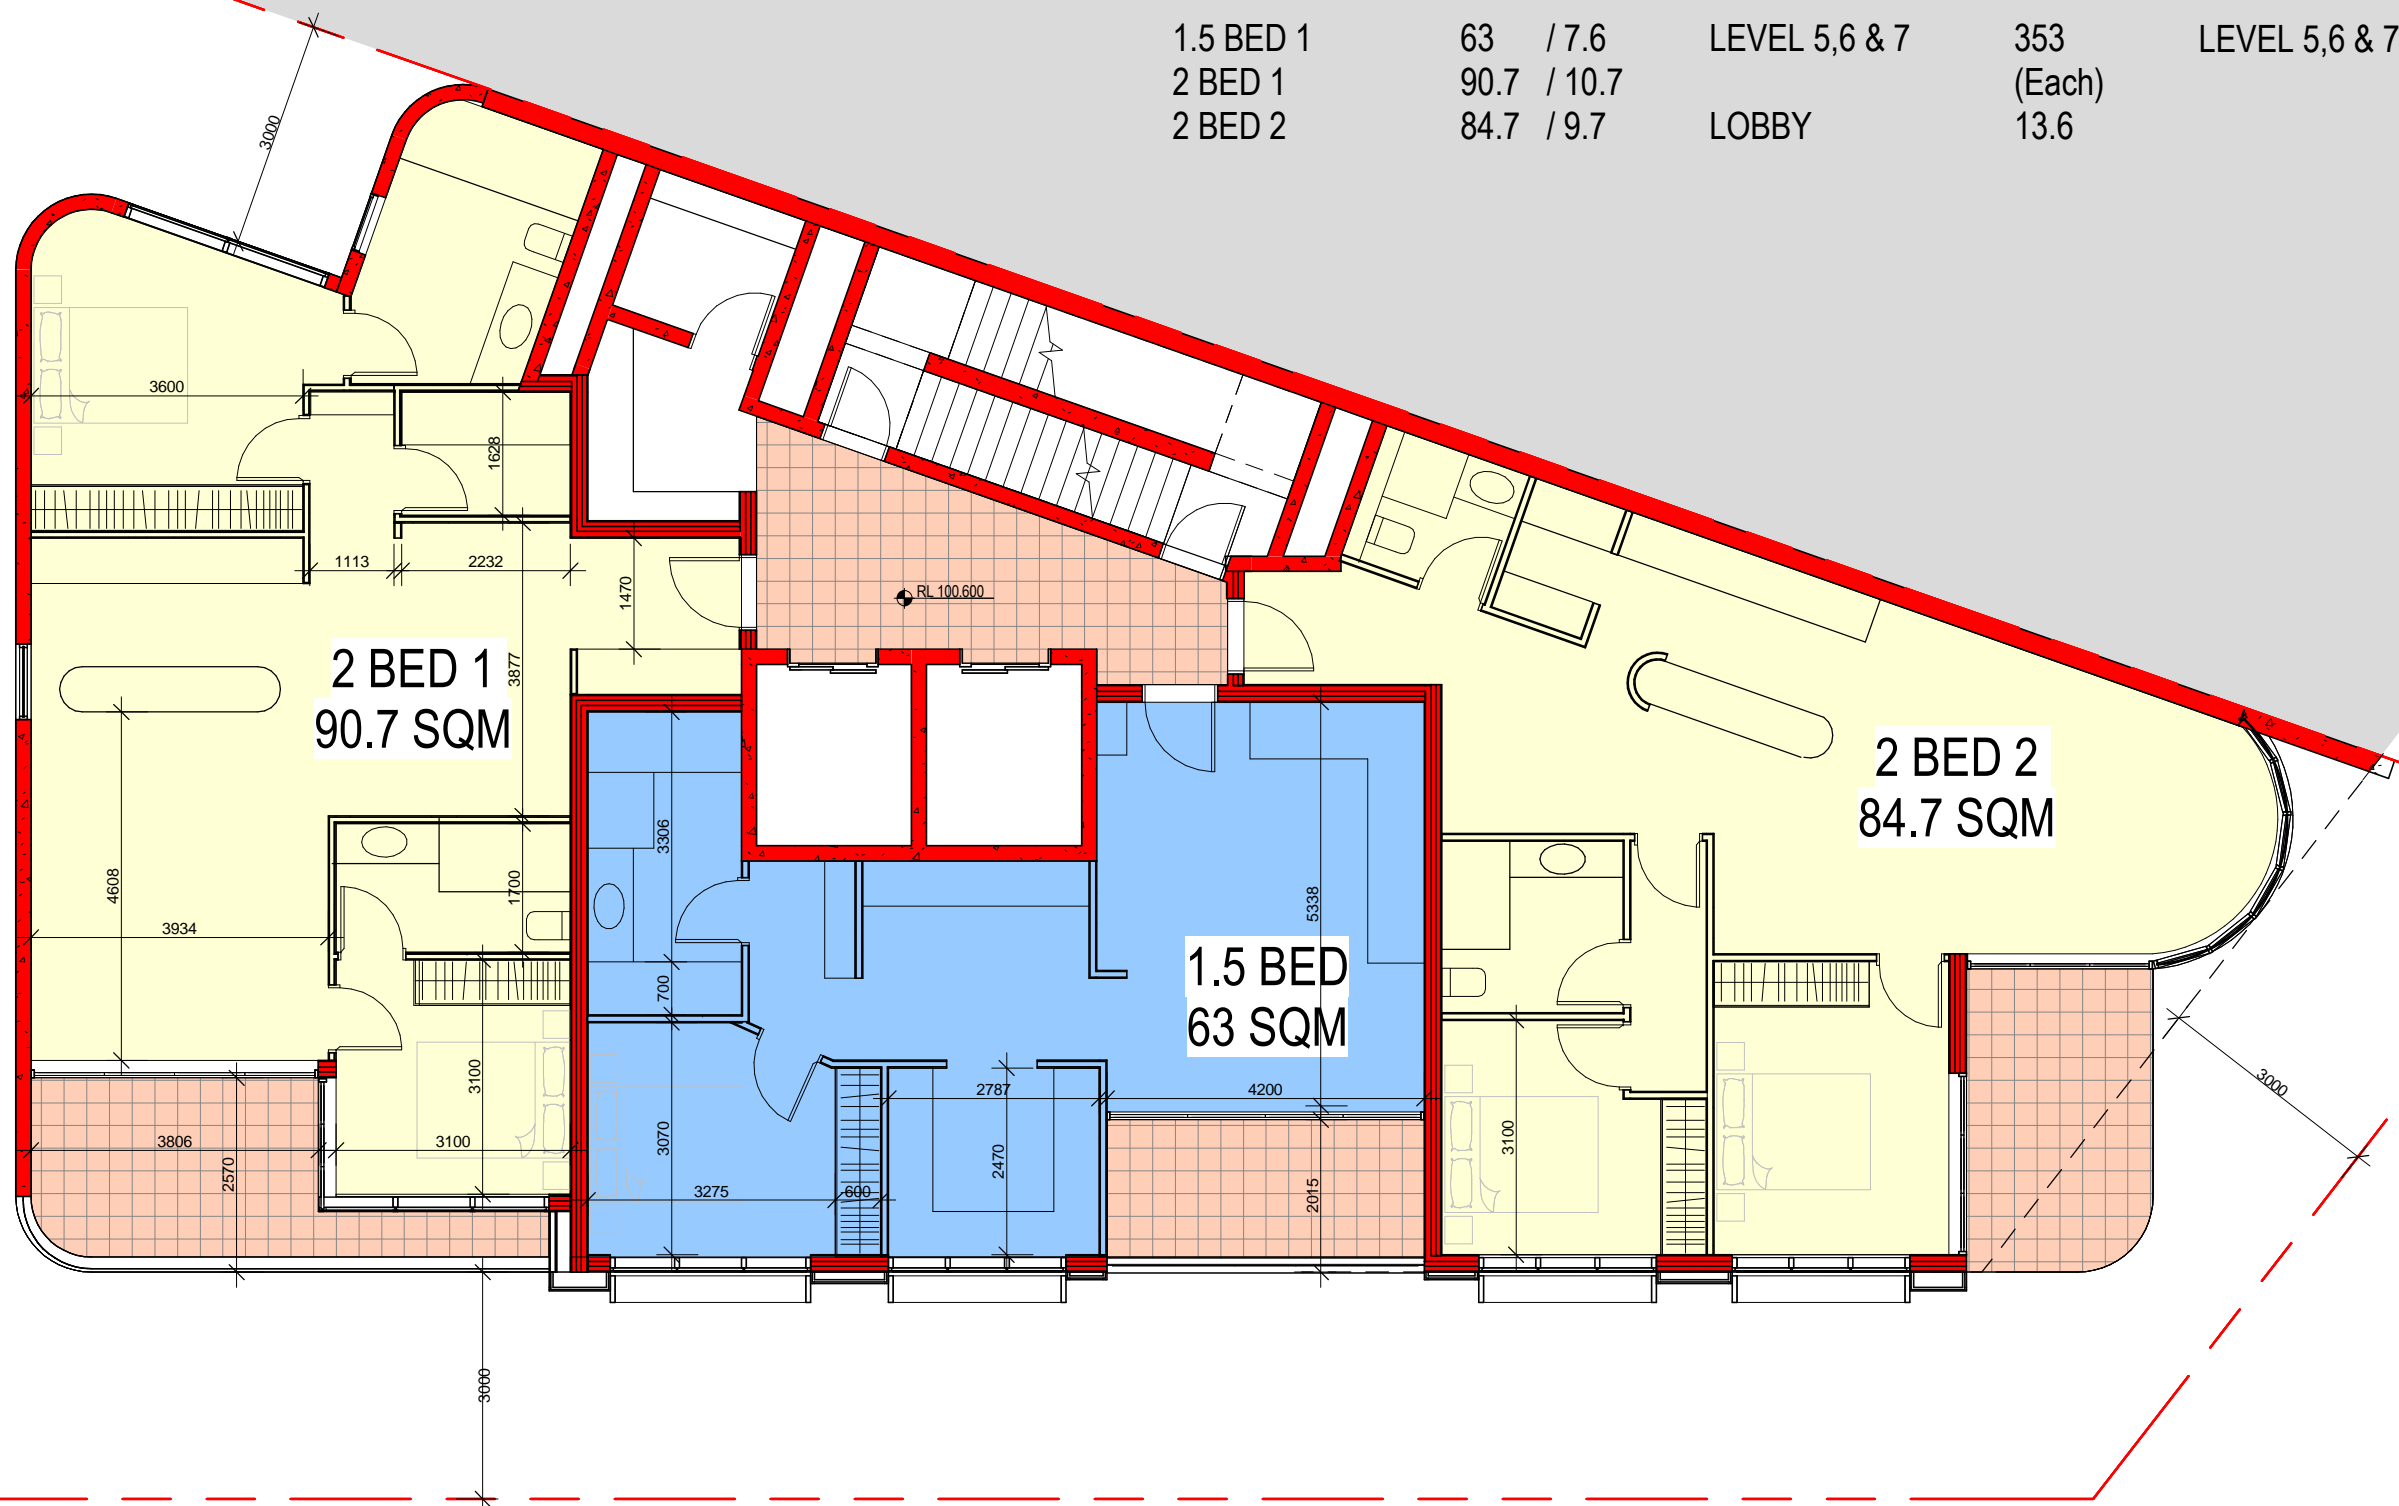 1.5 BED 1 63 / 7.6 LEVEL 5,6 & 7 353 LEVEL 5,6 & 7
2 BED 1 90.7 / 10.7 (Each)
2 BED 2 84.7 / 9.7 LOBBY 13.6
3000
3600
1628
1113
2232
1470
RL 100.600
2 BED 1
90.7 SQM
3877
2 BED 2
84.7 SQM
3306
4608
1700
5338
3934
1.5 BED
63 SQM
700
3100
2787
4200
3000
3806
3100
2570
3070
2470
3100
3275
600
2015
3000